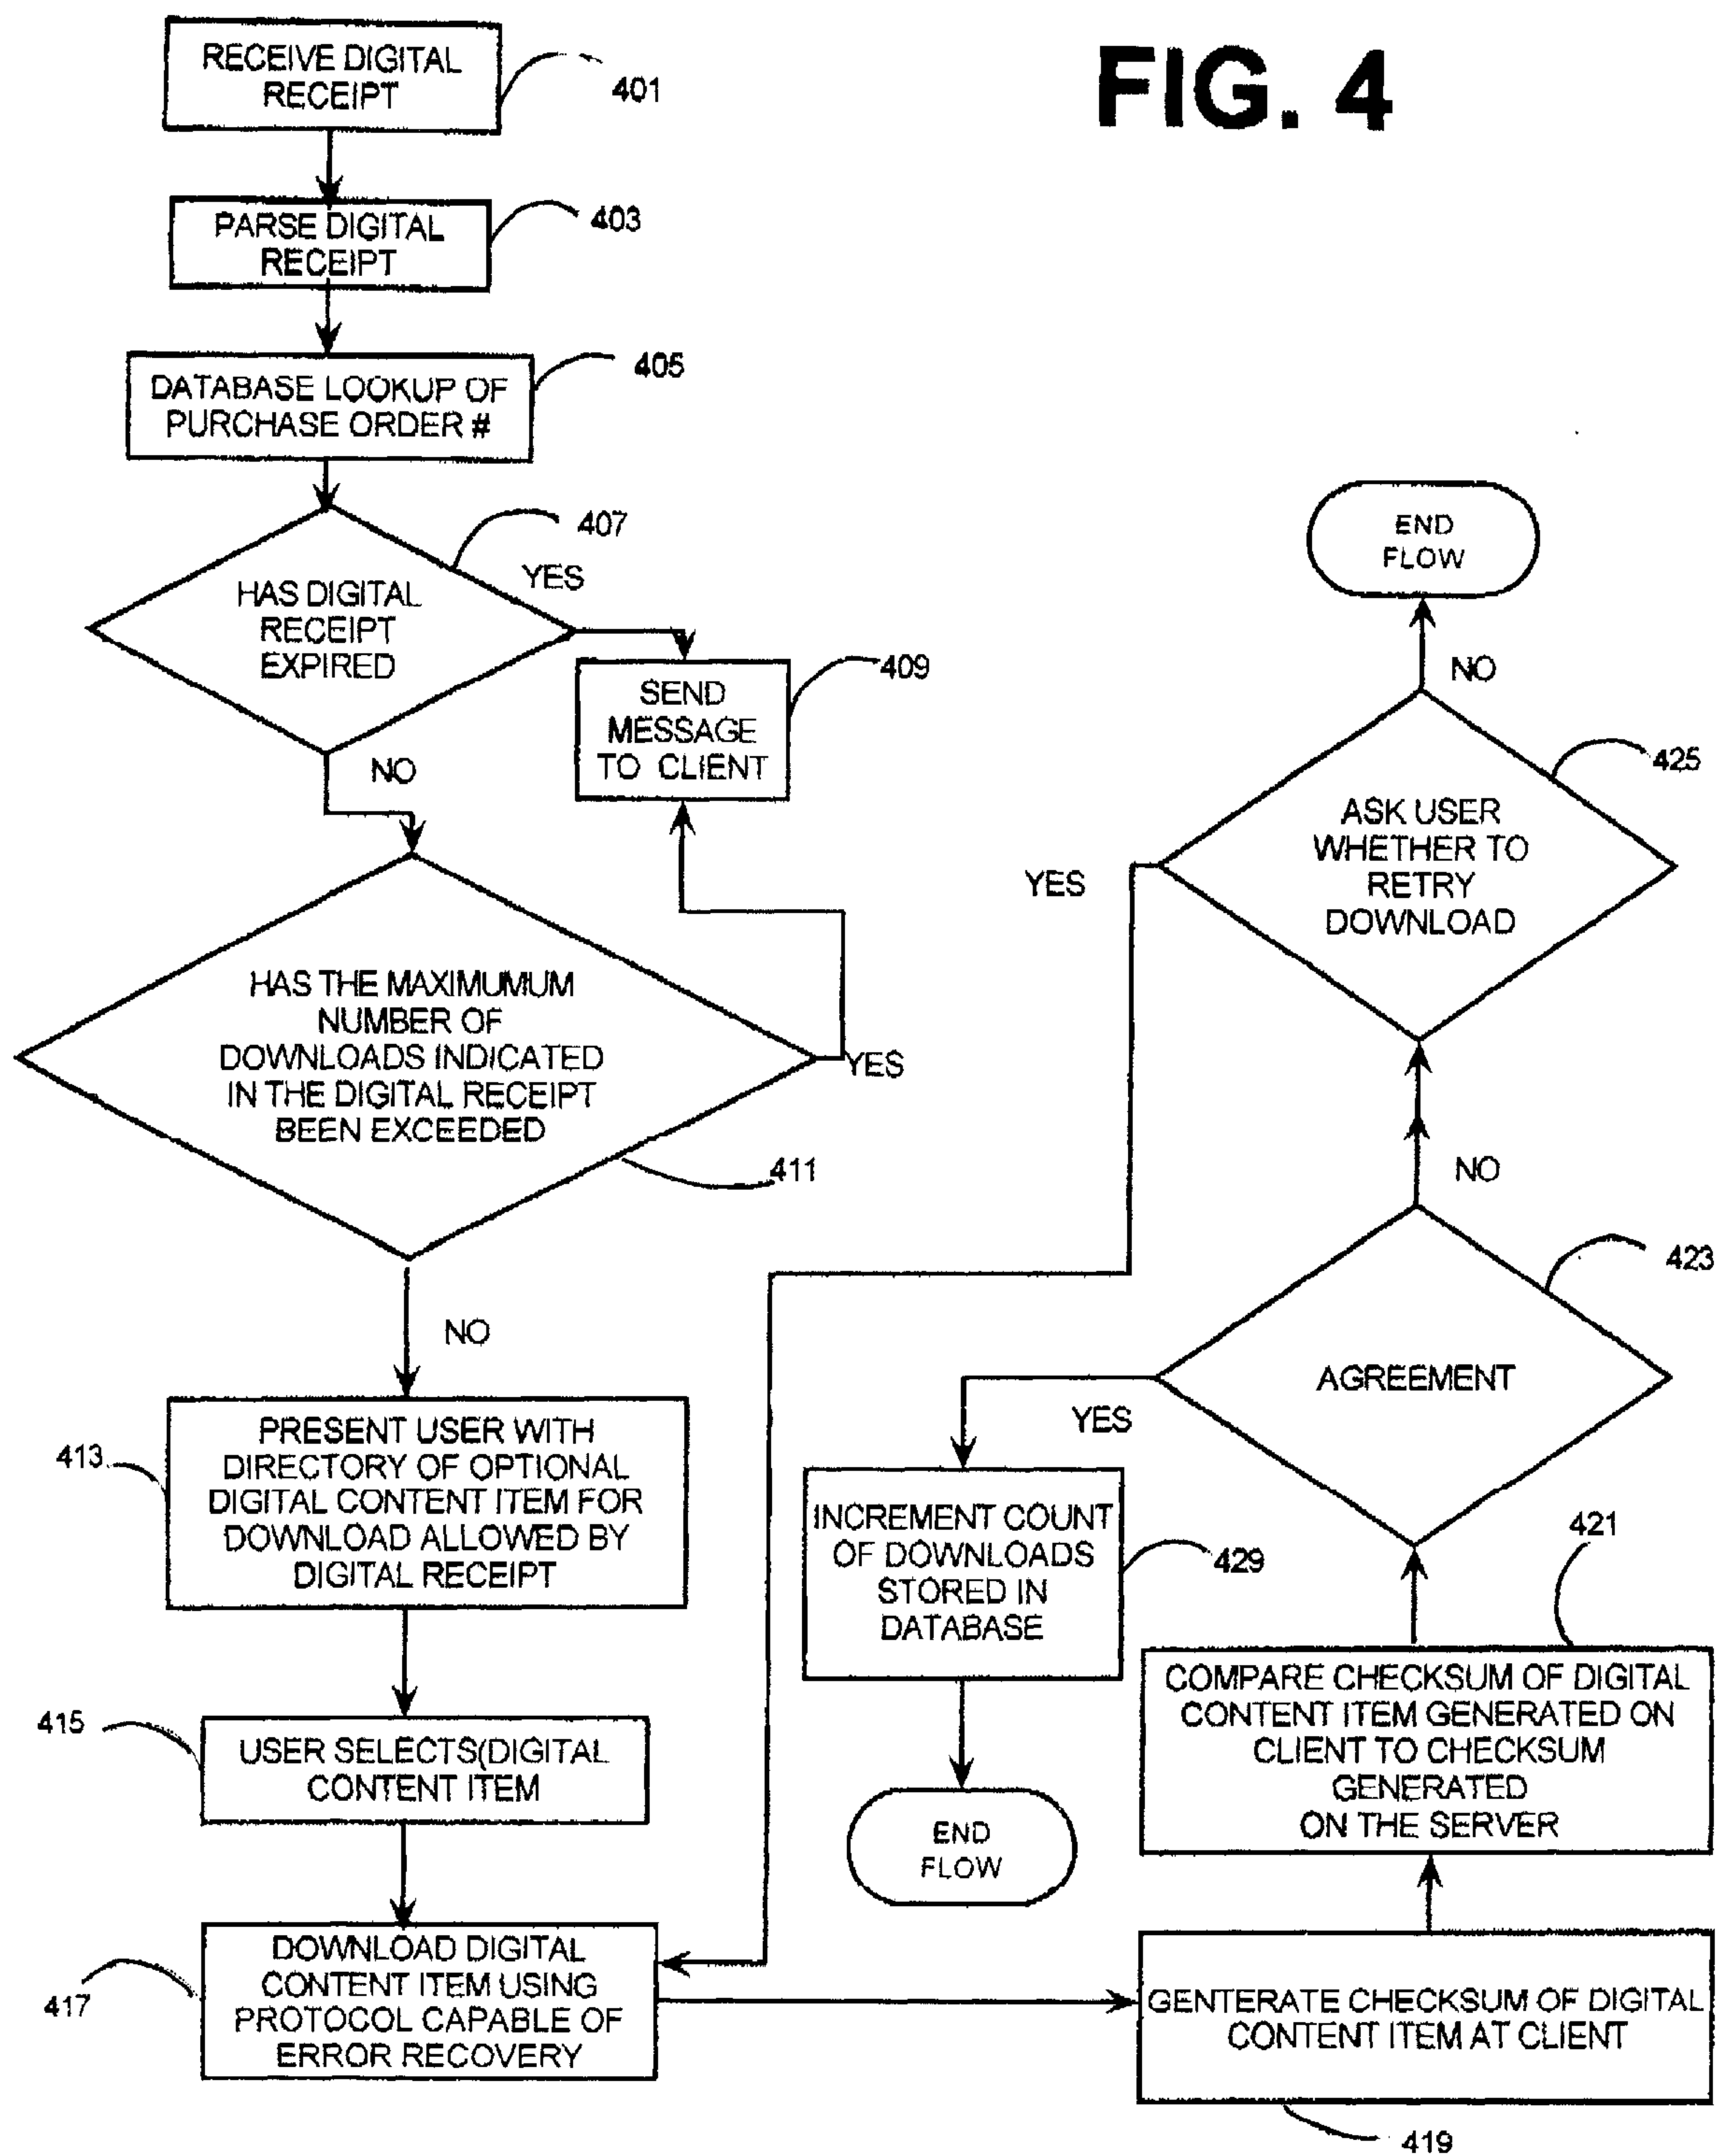 FIG. 4
RECEIVE DIGITAL
RECEIPT
401
PARSE DIGITAL
RECEIPT
403
DATABASE LOOKUP OF
PURCHASE ORDER #
405
407
HAS DIGITAL
RECEIPT
EXPIRED
YES
NO
SEND
MESSAGE
TO CLIENT
409
HAS THE MAXIMUMUM
NUMBER OF
DOWNLOADS INDICATED
IN THE DIGITAL RECEIPT
BEEN EXCEEDED
YES
411
NO
413
PRESENT USER WITH
DIRECTORY OF OPTIONAL
DIGITAL CONTENT ITEM FOR
DOWNLOAD ALLOWED BY
DIGITAL RECEIPT
415
USER SELECTS(DIGITAL
CONTENT ITEM
417
DOWNLOAD DIGITAL
CONTENT ITEM USING
PROTOCOL CAPABLE OF
ERROR RECOVERY
GENTERATE CHECKSUM OF DIGITAL
CONTENT ITEM AT CLIENT
419
COMPARE CHECKSUM OF DIGITAL
CONTENT ITEM GENERATED ON
CLIENT TO CHECKSUM
GENERATED
ON THE SERVER
421
AGREEMENT
423
YES
NO
INCREMENT COUNT
OF DOWNLOADS
STORED IN
DATABASE
429
END
FLOW
ASK USER
WHETHER TO
RETRY
DOWNLOAD
425
YES
NO
END
FLOW